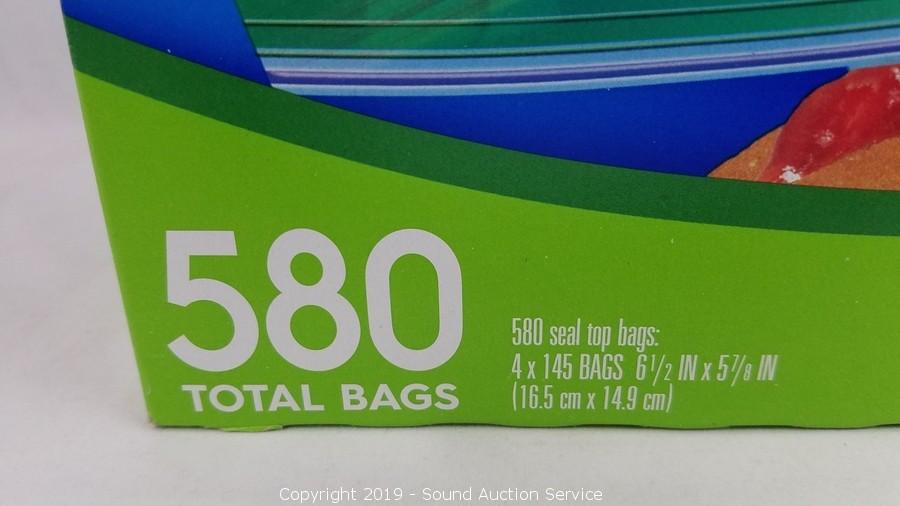 580
TOTAL BAGS
580 seal top bags:
4 x 145 BAGS 6 1/2 IN x 5 7/8 IN
(16.5 cm x 14.9 cm)
Copyright 2019 - Sound Auction Service